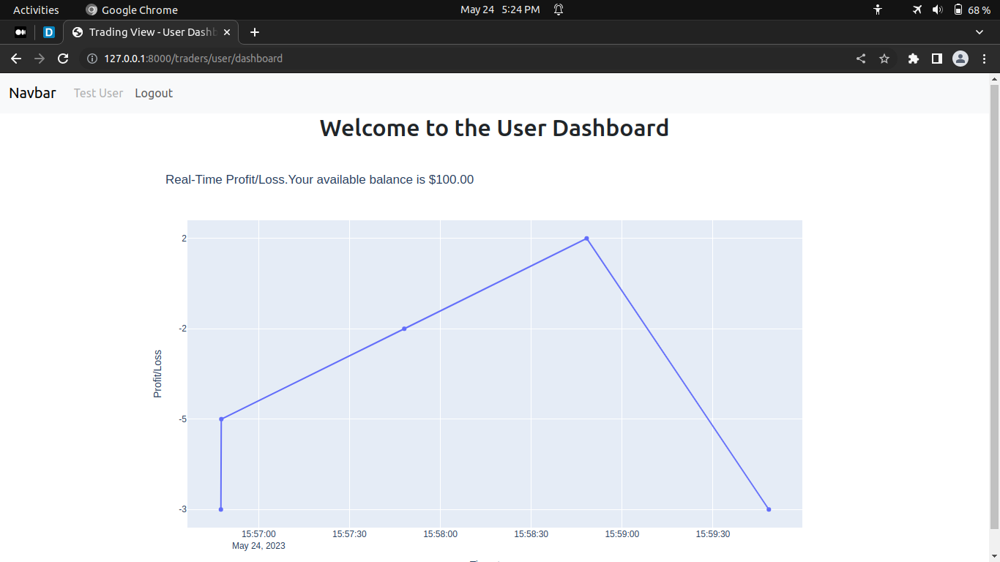 Activities Google Chrome May 24 5:24 PM 68 %
D Trading View - User Dashb
127.0.0.1:8000/traders/user/dashboard
Navbar Test User Logout
Welcome to the User Dashboard
Real-Time Profit/Loss.Your available balance is $100.00
2
-2
Profit/Loss
-5
-3
15:57:00 15:57:30 15:58:00 15:58:30 15:59:00 15:59:30
May 24, 2023